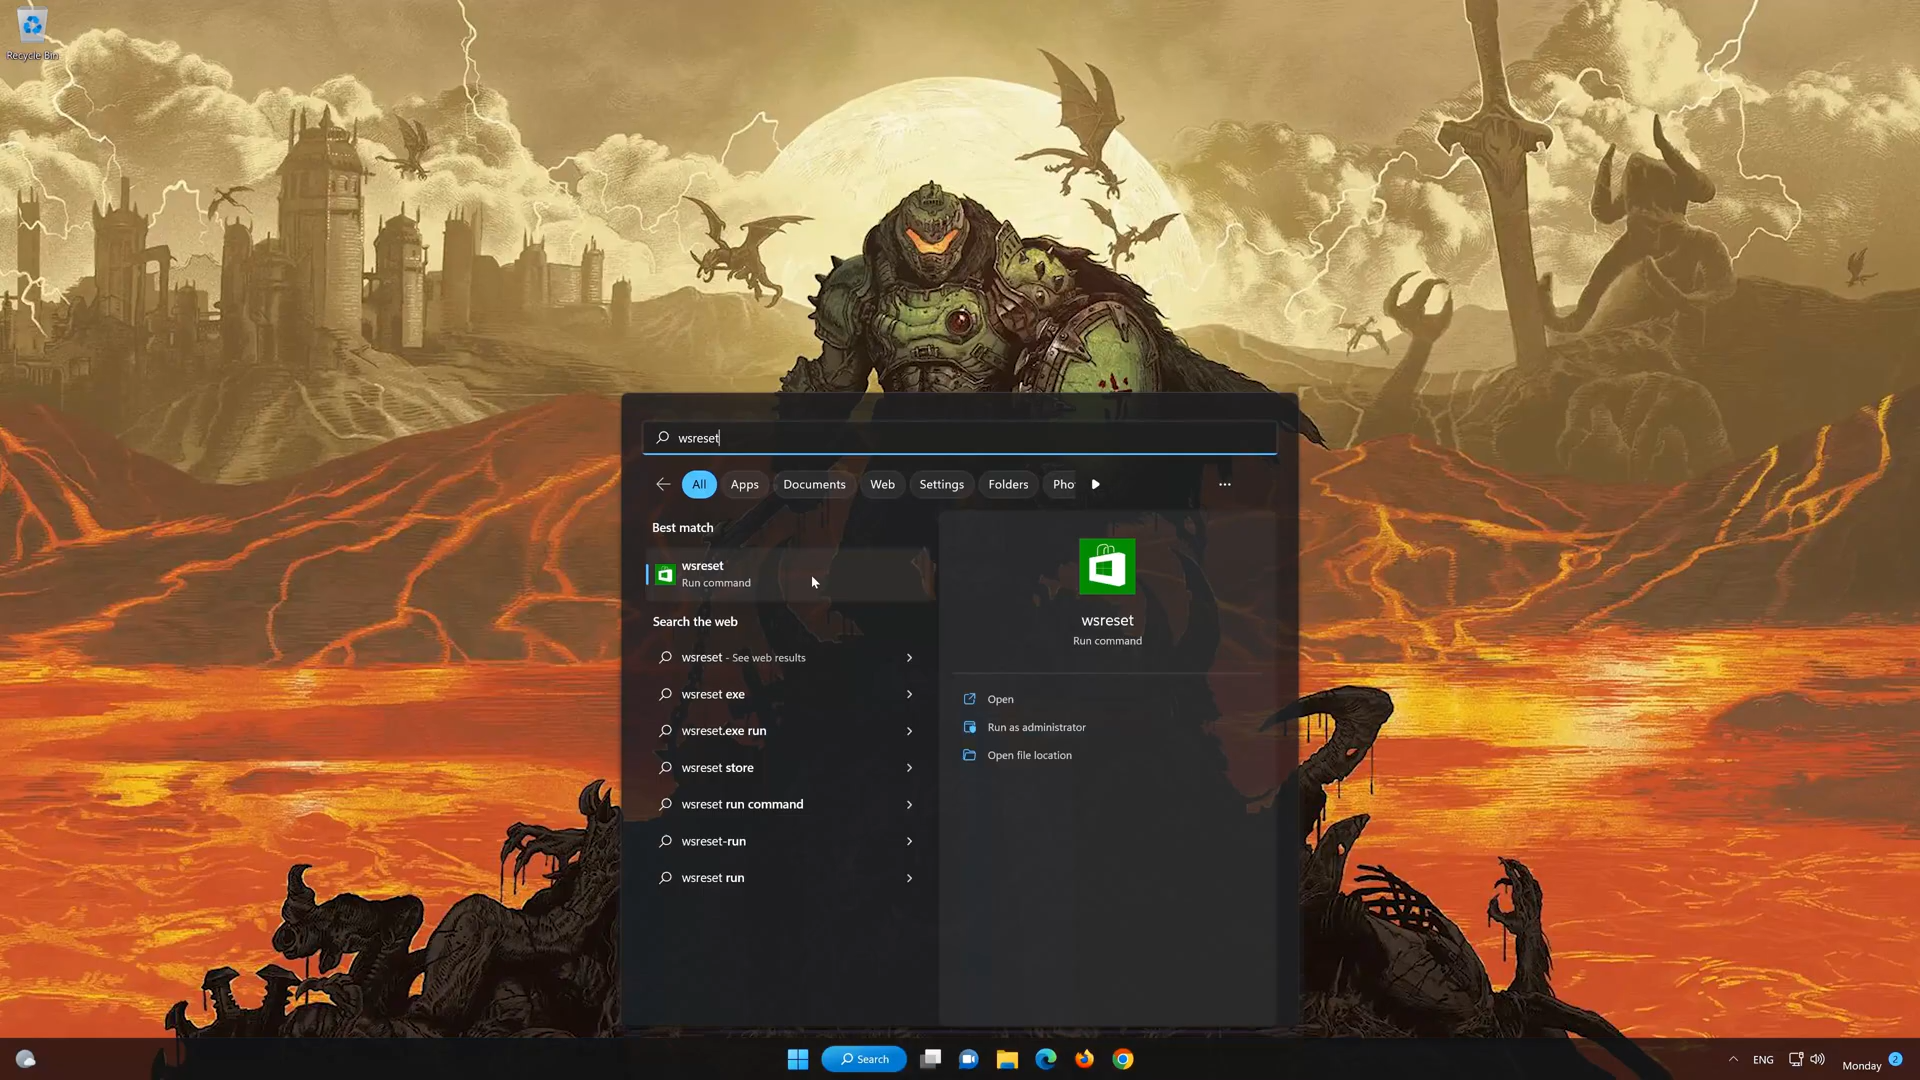 Recycle Bin
wsreset
All Apps Documents Web Settings Folders Pho
Best match
wsreset
Run command
Search the web
wsreset - See web results
wsreset exe
wsreset.exe run
wsreset store
wsreset run command
wsreset-run
wsreset run
wsreset
Run command
Open
Run as administrator
Open file location
Search
ENG
Monday 2